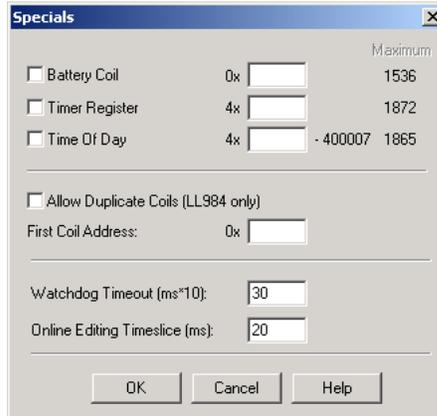 Specials
Maximum
Battery Coil 0x 1536
Timer Register 4x 1872
Time Of Day 4x - 400007 1865
Allow Duplicate Coils (LL984 only)
First Coil Address: 0x
Watchdog Timeout (ms*10): 30
Online Editing Timeslice (ms): 20
OK Cancel Help